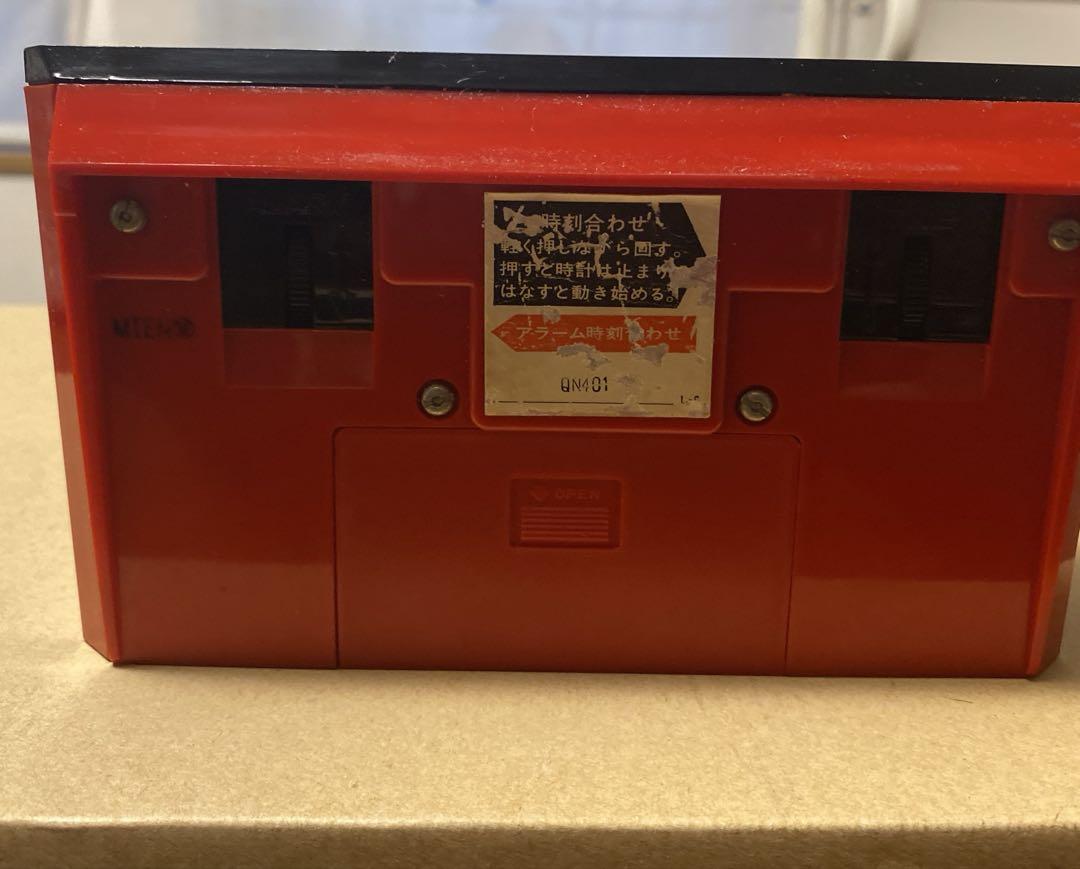 時刻合わせ
軽く押しながら回す。
押すと時計は止まり
はなすと動き始める。
アラーム時刻合わせ
QN401
OPEN